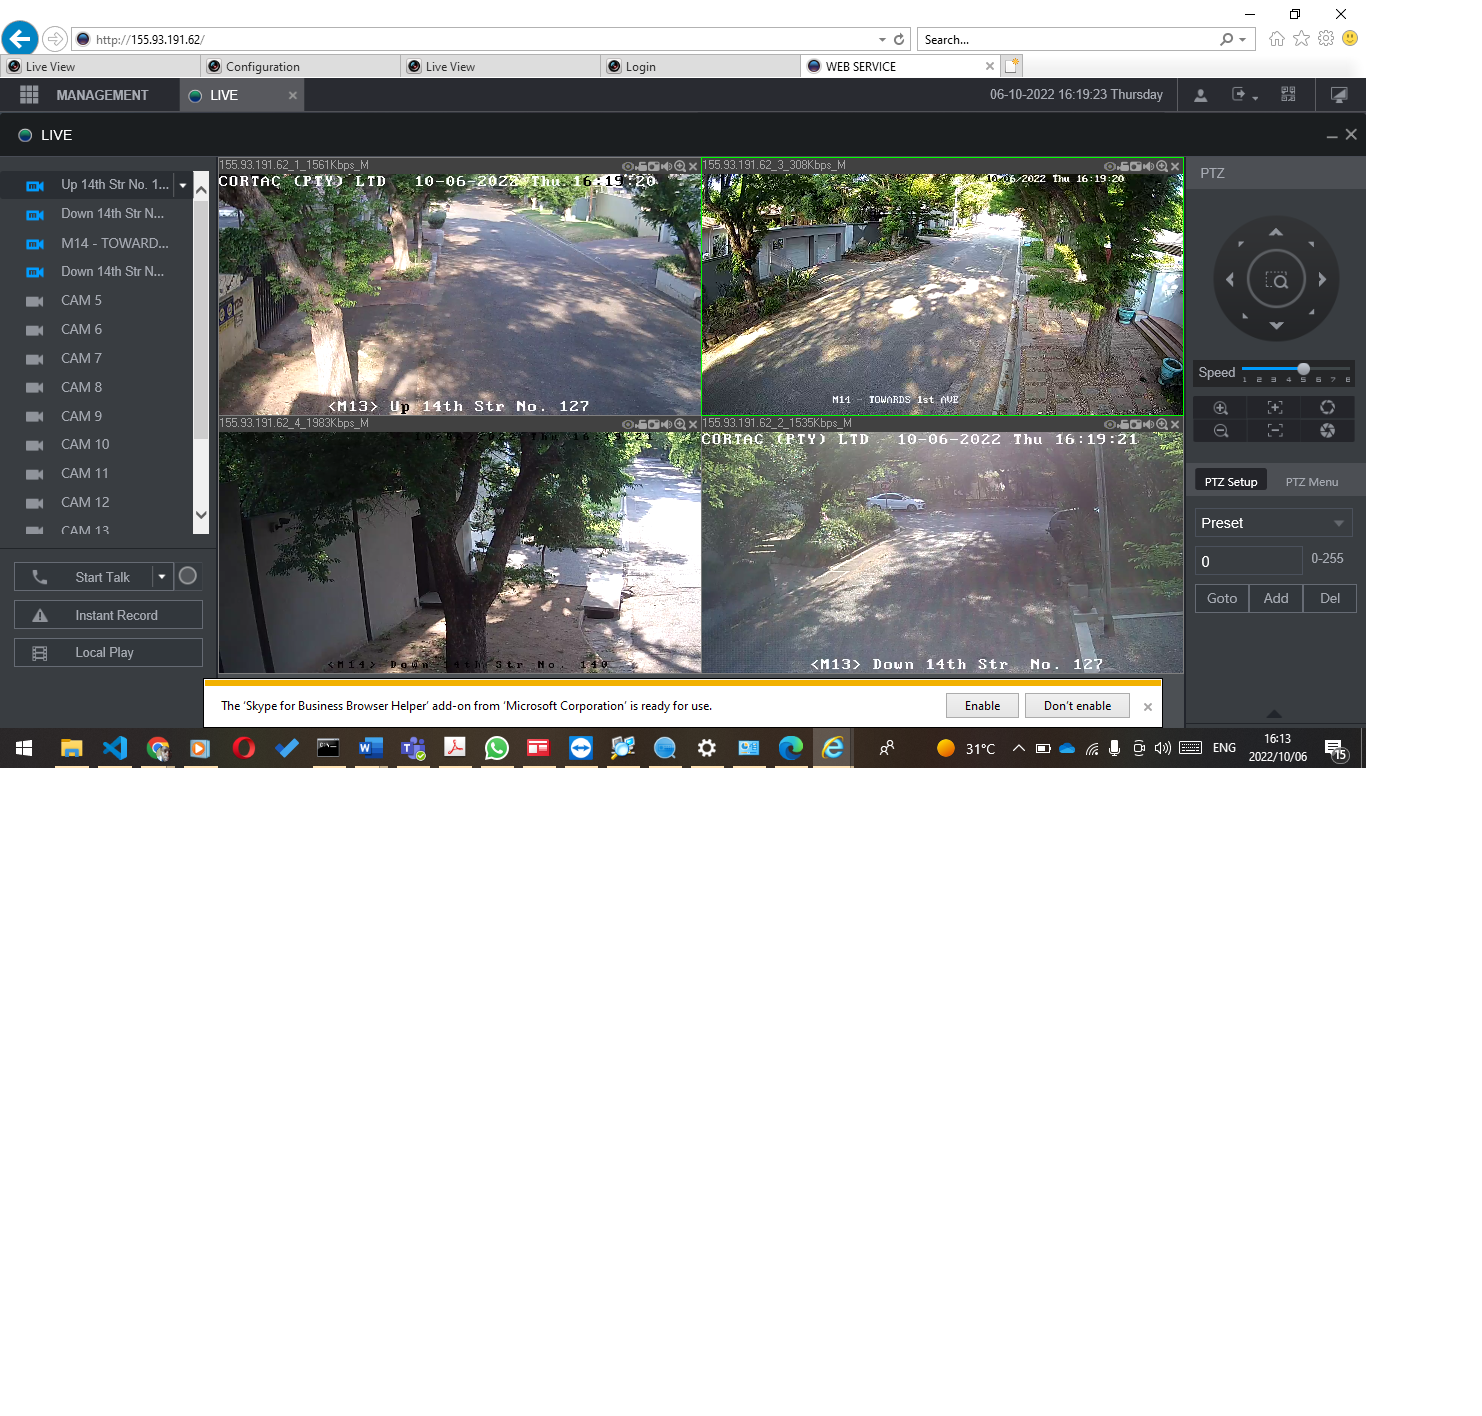 http://155.93.191.62/
Search...
Live View
Configuration
Live View
Login
WEB SERVICE
MANAGEMENT
LIVE
06-10-2022 16:19:23 Thursday
LIVE
Up 14th Str No. 1...
Down 14th Str N...
M14 - TOWARD...
Down 14th Str N...
CAM 5
CAM 6
CAM 7
CAM 8
CAM 9
CAM 10
CAM 11
CAM 12
CAM 13
Start Talk
Instant Record
Local Play
155.93.191.62_1_1561Kbps_M
CORTAC (PTY) LTD 10-06-2022 Thu 16:19:20
<M13> Up 14th Str No. 127
155.93.191.62_3_308Kbps_M
10-06-2022 Thu 16:19:20
M14 - TOWARDS 1st AVE
155.93.191.62_4_1983Kbps_M
10-06-2022 Thu 16:19:21
<M14> Down 14th Str No. 140
155.93.191.62_2_1535Kbps_M
CORTAC (PTY) LTD 10-06-2022 Thu 16:19:21
<M13> Down 14th Str No. 127
PTZ
Speed
1 2 3 4 5 6 7 8
PTZ Setup
PTZ Menu
Preset
0
0-255
Goto
Add
Del
The 'Skype for Business Browser Helper' add-on from 'Microsoft Corporation' is ready for use.
Enable
Don't enable
31°C
ENG
16:13
2022/10/06
15